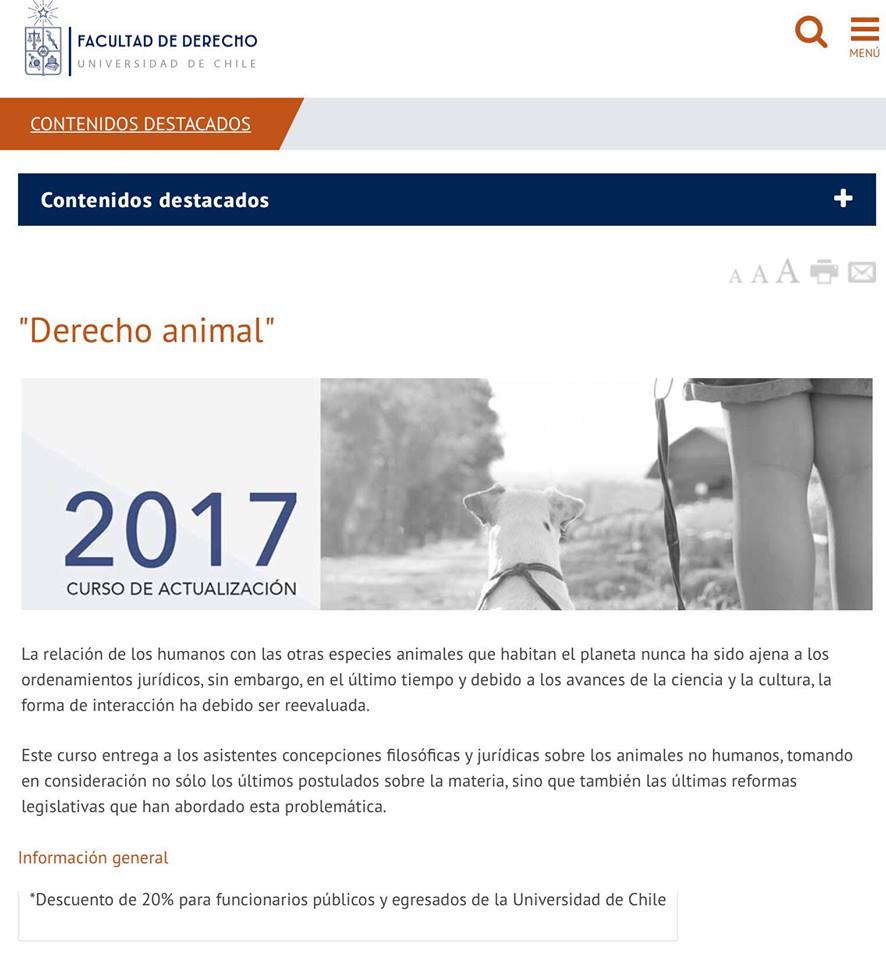 FACULTAD DE DERECHO
UNIVERSIDAD DE CHILE
MENÚ
CONTENIDOS DESTACADOS
Contenidos destacados
A A A
"Derecho animal"
2017
CURSO DE ACTUALIZACIÓN
La relación de los humanos con las otras especies animales que habitan el planeta nunca ha sido ajena a los
ordenamientos jurídicos, sin embargo, en el último tiempo y debido a los avances de la ciencia y la cultura, la
forma de interacción ha debido ser reevaluada.
Este curso entrega a los asistentes concepciones filosóficas y jurídicas sobre los animales no humanos, tomando
en consideración no sólo los últimos postulados sobre la materia, sino que también las últimas reformas
legislativas que han abordado esta problemática.
Información general
*Descuento de 20% para funcionarios públicos y egresados de la Universidad de Chile